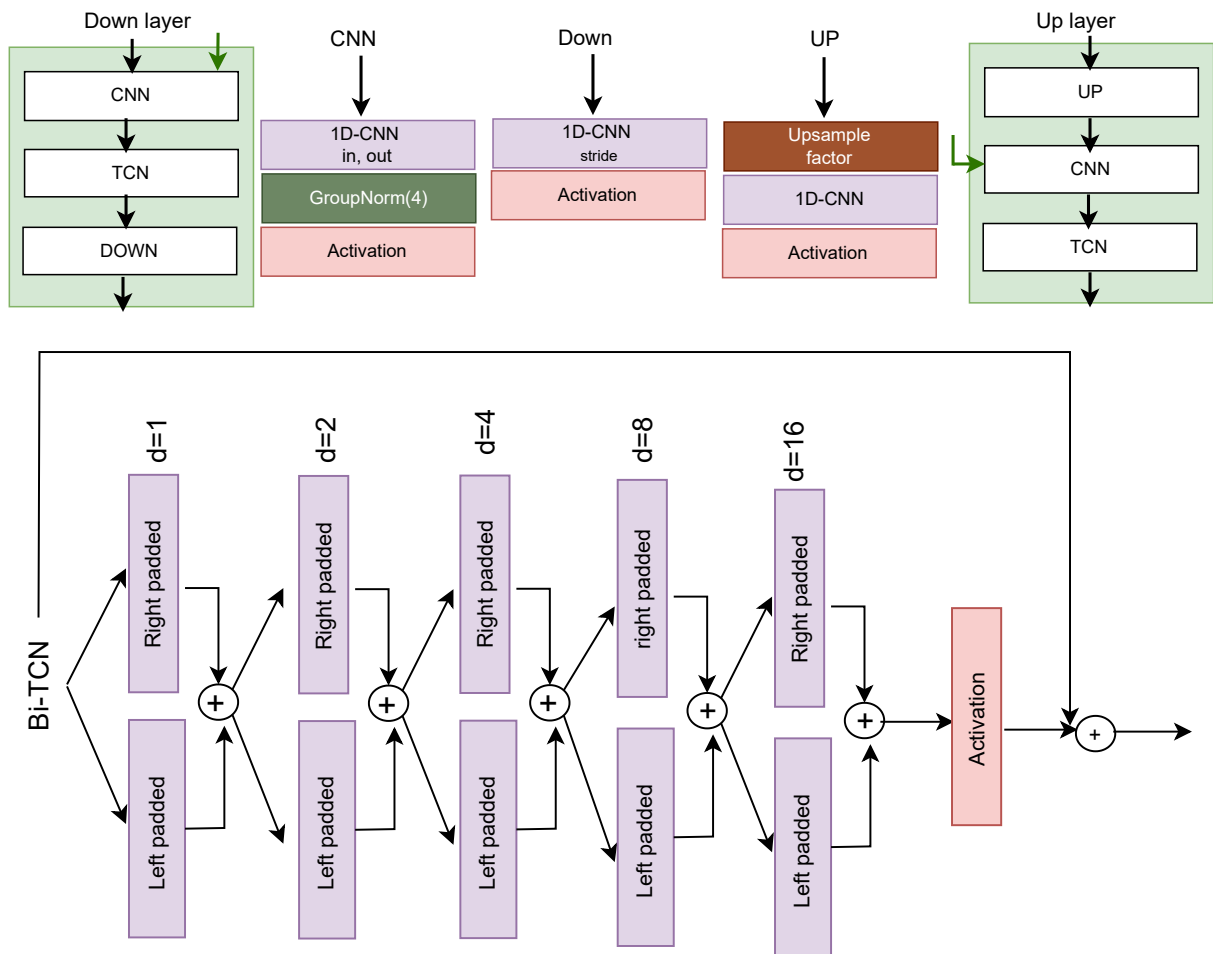 Down layer
CNN
TCN
DOWN
CNN
1D-CNN
in, out
GroupNorm(4)
Activation
Down
1D-CNN
stride
Activation
UP
Upsample
factor
1D-CNN
Activation
Up layer
UP
CNN
TCN
Bi-TCN
d=1
Right padded
Left padded
d=2
Right padded
Left padded
d=4
Right padded
Left padded
d=8
right padded
Left padded
d=16
Right padded
Left padded
+
+
+
+
+
Activation
+